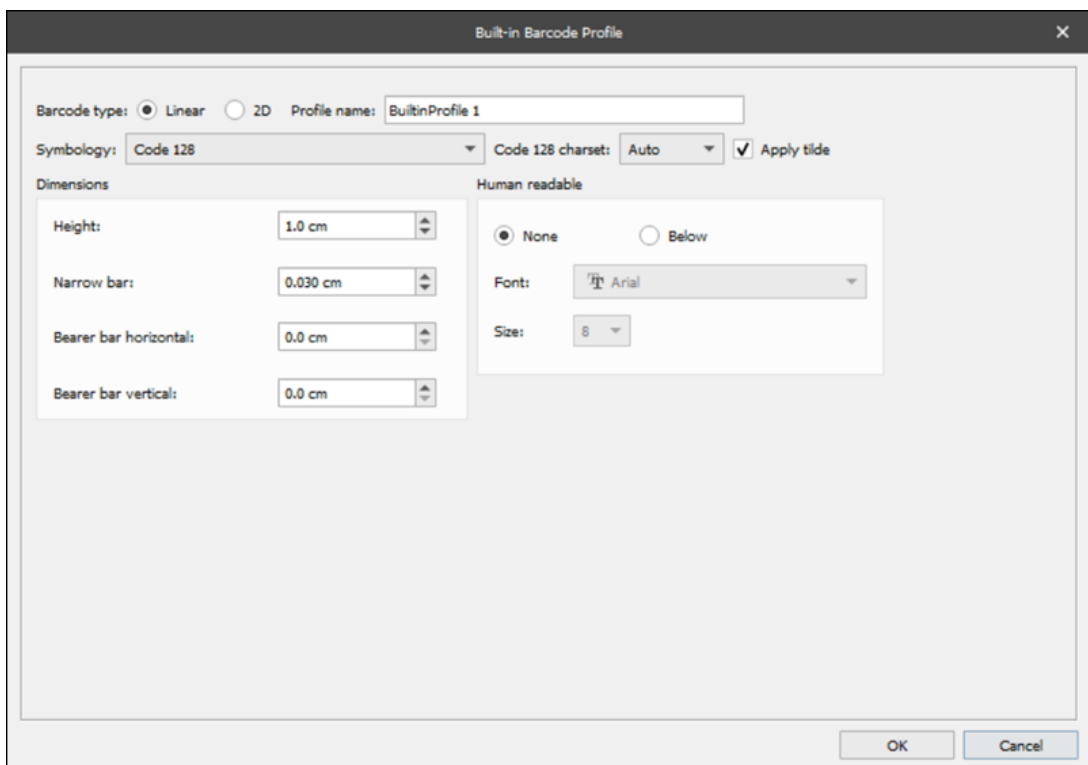 Built-in Barcode Profile
Barcode type: Linear 2D Profile name: BuiltinProfile 1
Symbology: Code 128 Code 128 charset: Auto Apply tilde
Dimensions Human readable
Height: 1.0 cm
None Below
Narrow bar: 0.030 cm
Font: Arial
Bearer bar horizontal: 0.0 cm
Size: 8
Bearer bar vertical: 0.0 cm
OK Cancel